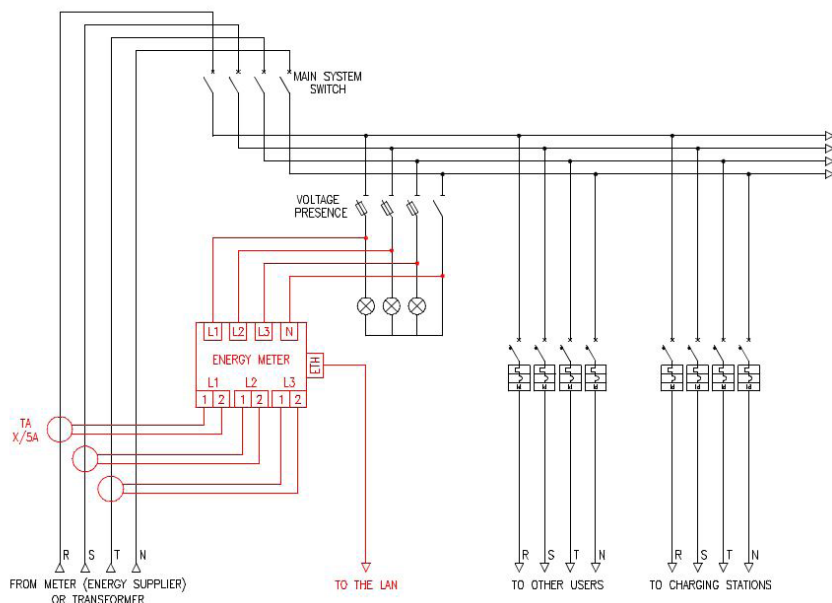 MAIN SYSTEM
SWITCH
VOLTAGE
PRESENCE
L1 L2 L3 N
ENERGY METER
ETH
L1 L2 L3
1 2 1 2 1 2
TA
X/5A
R S T N
FROM METER (ENERGY SUPPLIER)
OR TRANSFORMER
TO THE LAN
R S T N
TO OTHER USERS
R S T N
TO CHARGING STATIONS